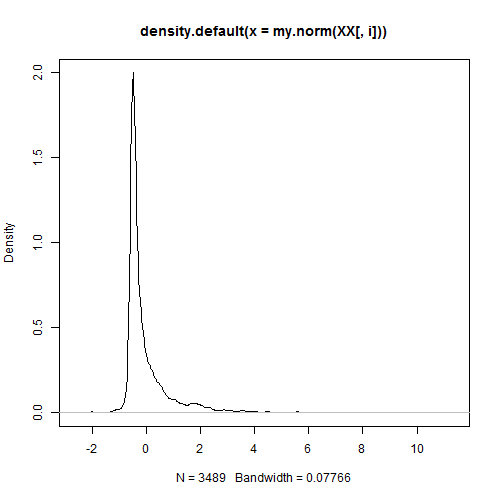 density.default(x = my.norm(XX[, i]))
Density
2.0
1.5
1.0
0.5
0.0
-2 0 2 4 6 8 10
N = 3489 Bandwidth = 0.07766